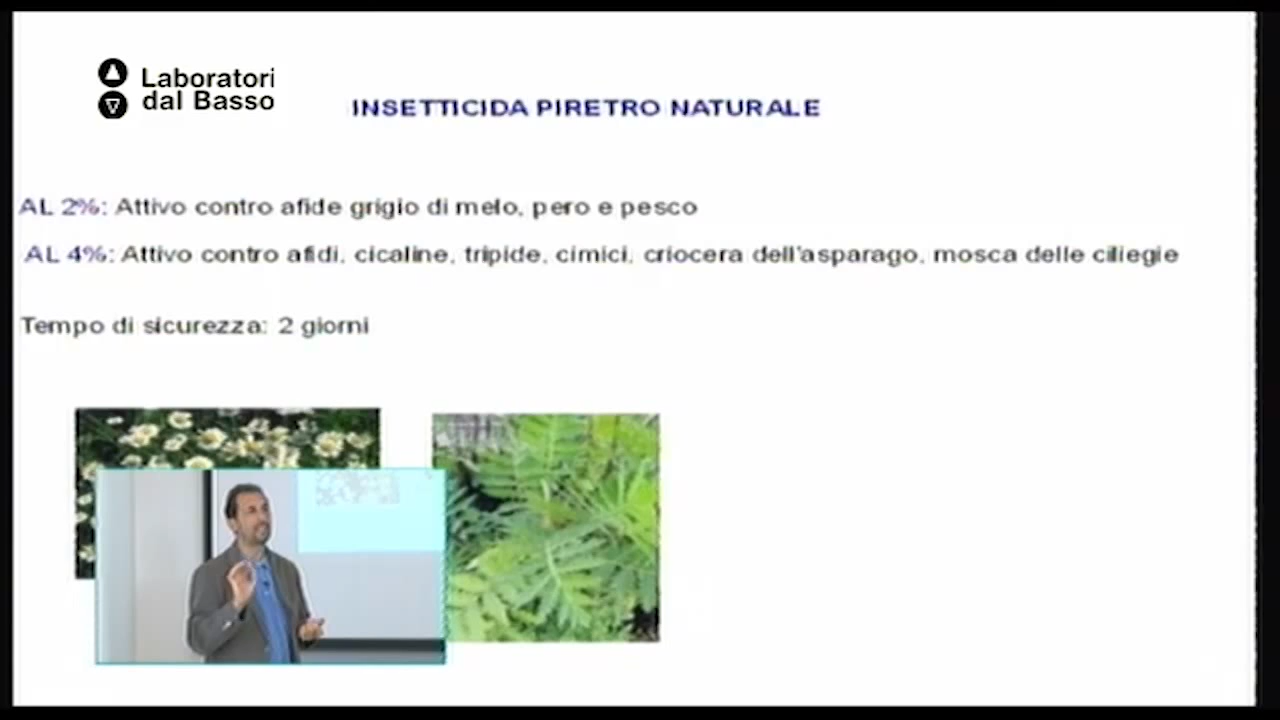 Laboratori
dal Basso
INSETTICIDA PIRETRO NATURALE
AL 2%: Attivo contro afide grigio di melo, pero e pesco
AL 4%: Attivo contro afidi, cicaline, tripide, cimici, criocera dell'asparago, mosca delle ciliegie
Tempo di sicurezza: 2 giorni